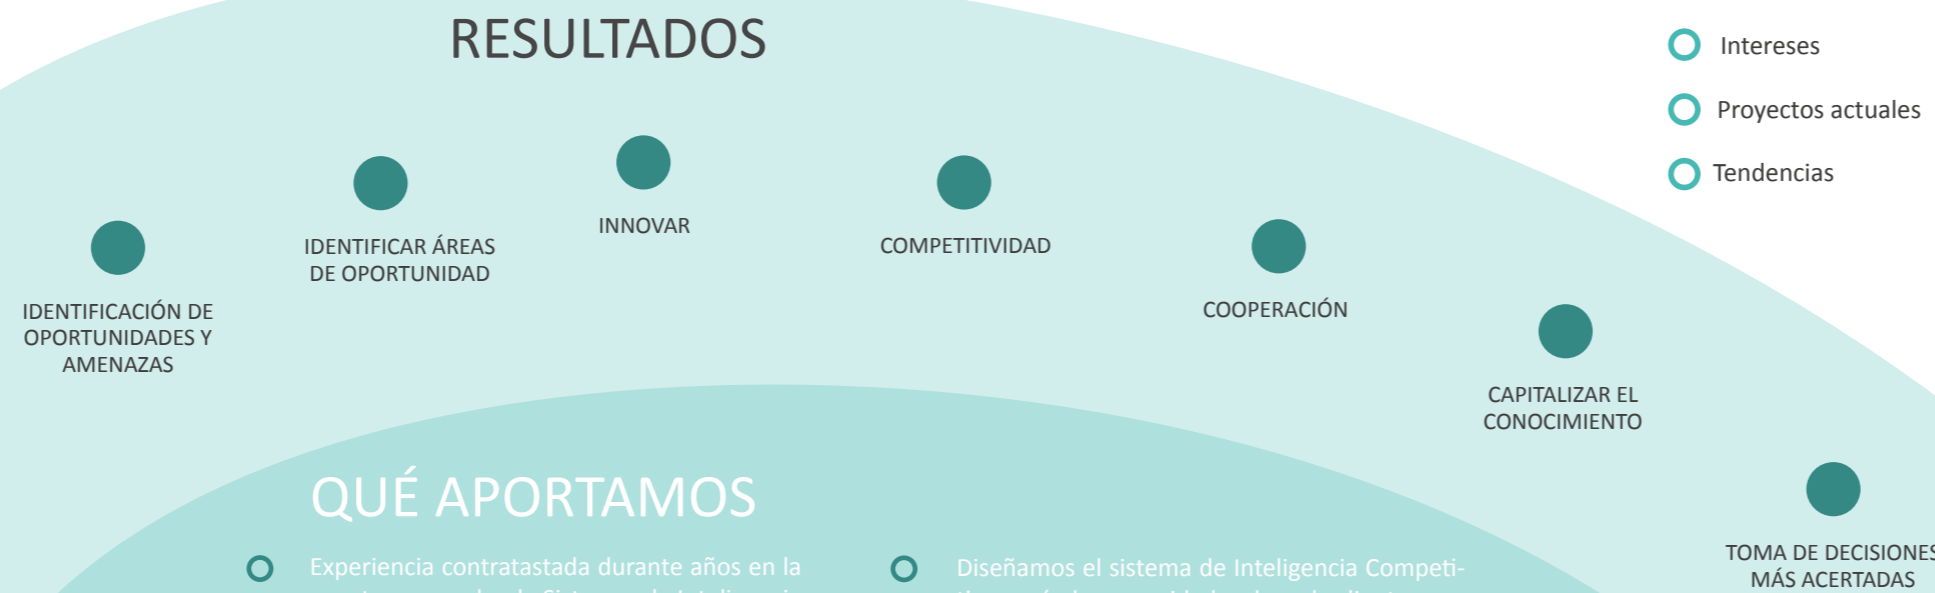 RESULTADOS
Intereses
Proyectos actuales
Tendencias
IDENTIFICACIÓN DE
OPORTUNIDADES Y
AMENAZAS
IDENTIFICAR ÁREAS
DE OPORTUNIDAD
INNOVAR
COMPETITIVIDAD
COOPERACIÓN
CAPITALIZAR EL
CONOCIMIENTO
TOMA DE DECISIONES
MÁS ACERTADAS
QUÉ APORTAMOS
Experiencia contratastada durante años en la
Diseñamos el sistema de Inteligencia Competi-